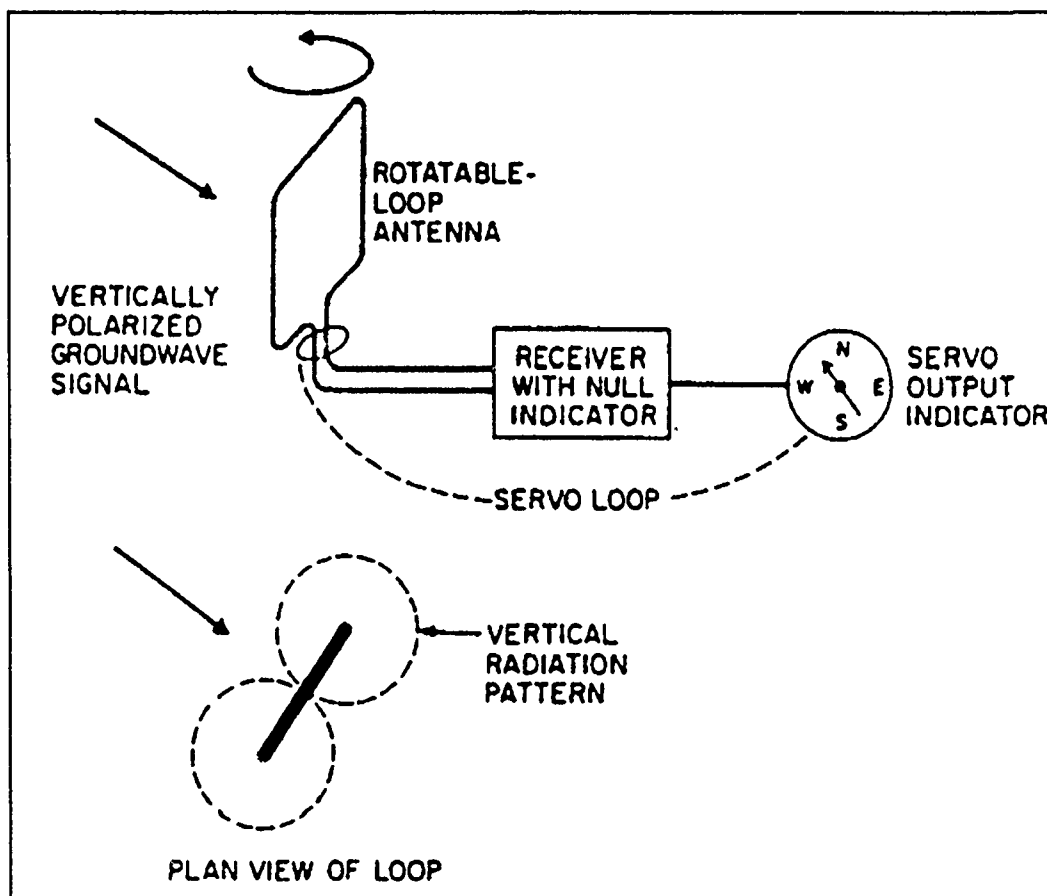 ROTATABLE-
LOOP
ANTENNA
VERTICALLY
POLARIZED
GROUNDWAVE
SIGNAL
RECEIVER
WITH NULL
INDICATOR
N
W E
S
SERVO
OUTPUT
INDICATOR
SERVO LOOP
VERTICAL
RADIATION
PATTERN
PLAN VIEW OF LOOP